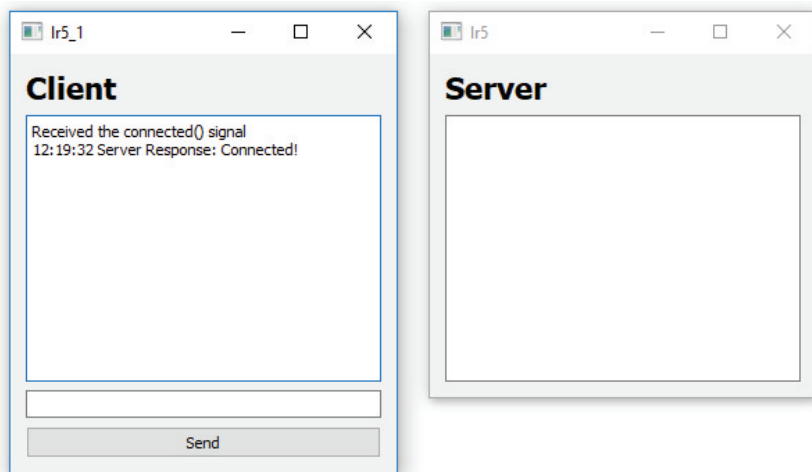 lr5_1
Client
Received the connected() signal
12:19:32 Server Response: Connected!
Send
lr5
Server